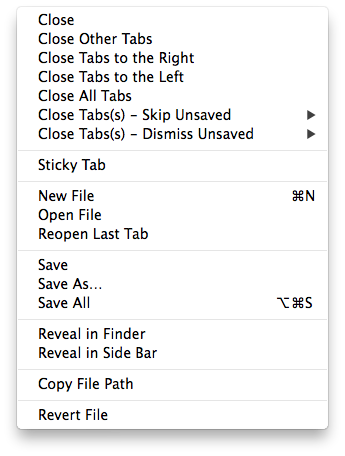 Close
Close Other Tabs
Close Tabs to the Right
Close Tabs to the Left
Close All Tabs
Close Tabs(s) – Skip Unsaved ▶
Close Tabs(s) – Dismiss Unsaved ▶
Sticky Tab
New File ⌘N
Open File
Reopen Last Tab
Save
Save As...
Save All ⌥⌘S
Reveal in Finder
Reveal in Side Bar
Copy File Path
Revert File